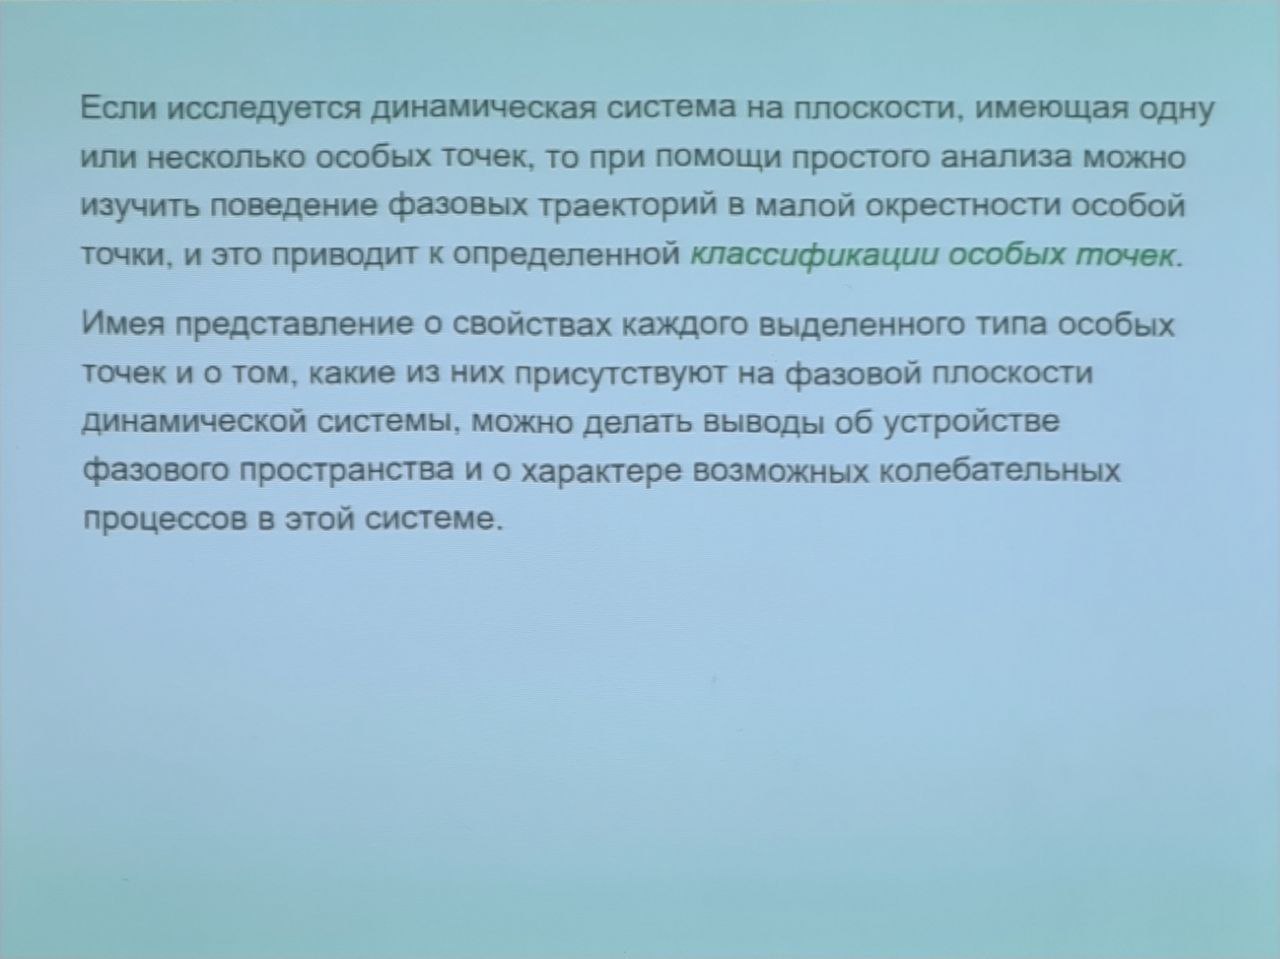 Если исследуется динамическая система на плоскости, имеющая одну
или несколько особых точек, то при помощи простого анализа можно
изучить поведение фазовых траекторий в малой окрестности особой
точки, и это приводит к определенной классификации особых точек.
Имея представление о свойствах каждого выделенного типа особых
точек и о том, какие из них присутствуют на фазовой плоскости
динамической системы, можно делать выводы об устройстве
фазового пространства и о характере возможных колебательных
процессов в этой системе.